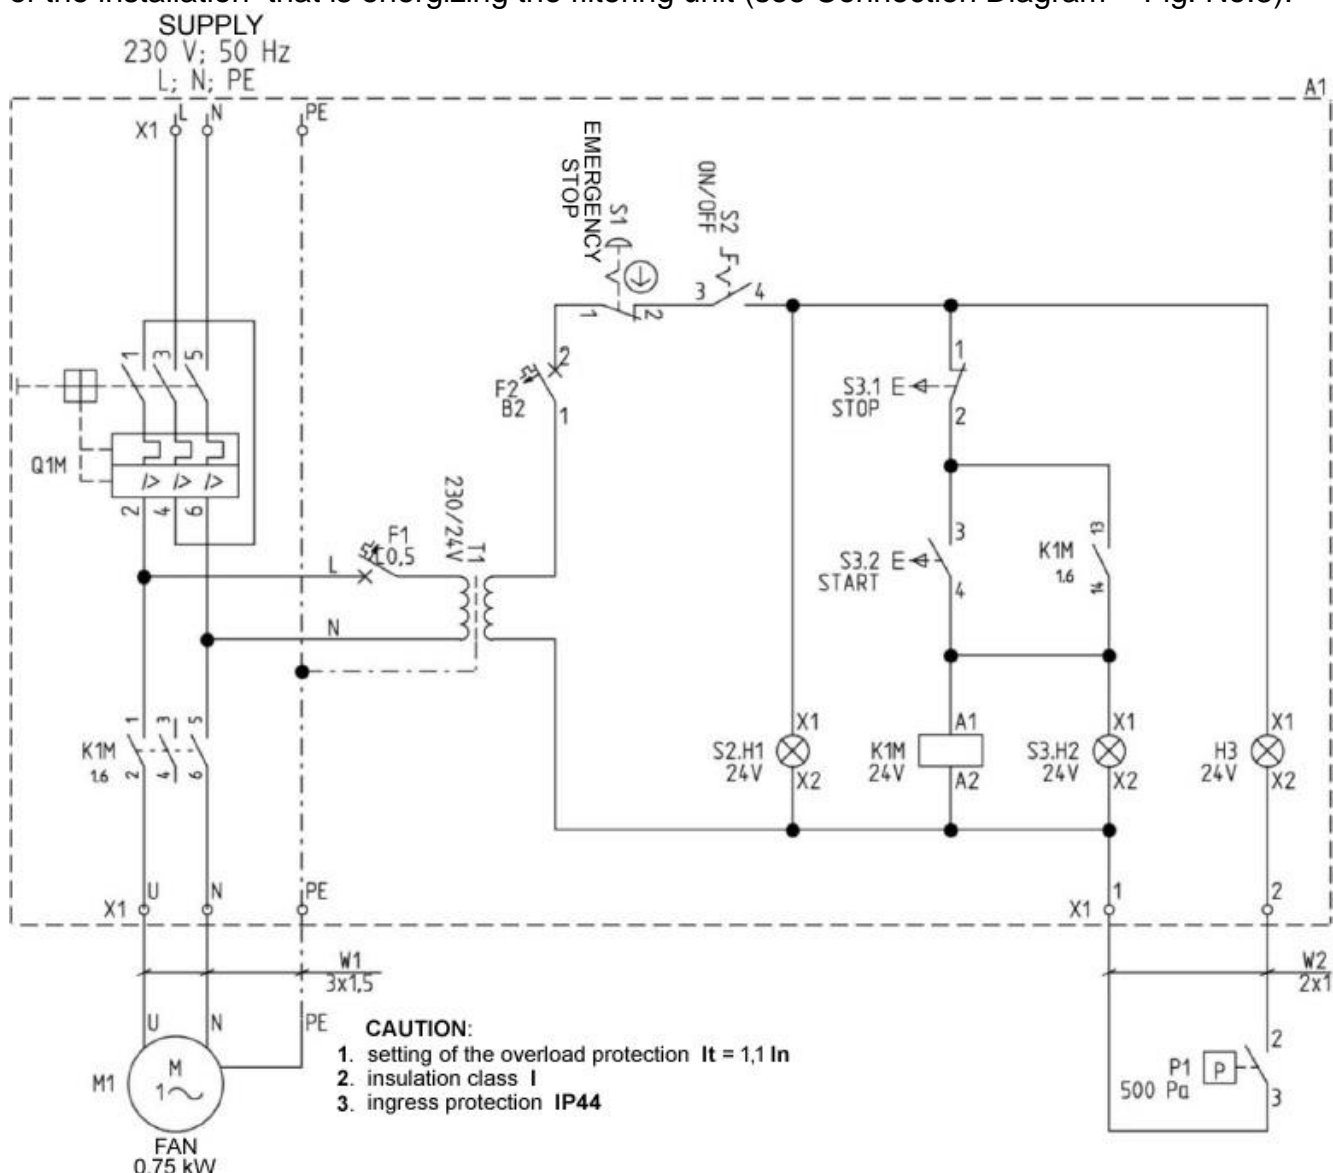 of the installation that is energizing the filtering unit (see Connection Diagram – Fig. No.8).
SUPPLY
230 V; 50 Hz
L; N; PE
A1
X1
L
N
PE
EMERGENCY
STOP
S1
ON/OFF
S2
1
2
3
4
1
3
5
Q1M
I>
I>
I>
2
4
6
F2
B2
2
1
S3.1
STOP
1
2
230/24V
T1
F1
L
N
S3.2
START
3
4
K1M
1.6
13
14
K1M
1.6
1
3
5
2
4
6
S2.H1
24V
X1
X2
K1M
24V
A1
A2
S3.H2
24V
X1
X2
H3
24V
X1
X2
X1
U
N
PE
X1
1
2
W1
3x1,5
W2
2x1
U
N
PE
M1
M
1~
FAN
0.75 kW
CAUTION:
1. setting of the overload protection It = 1,1 In
2. insulation class I
3. ingress protection IP44
P1
500 Pa
P
2
3